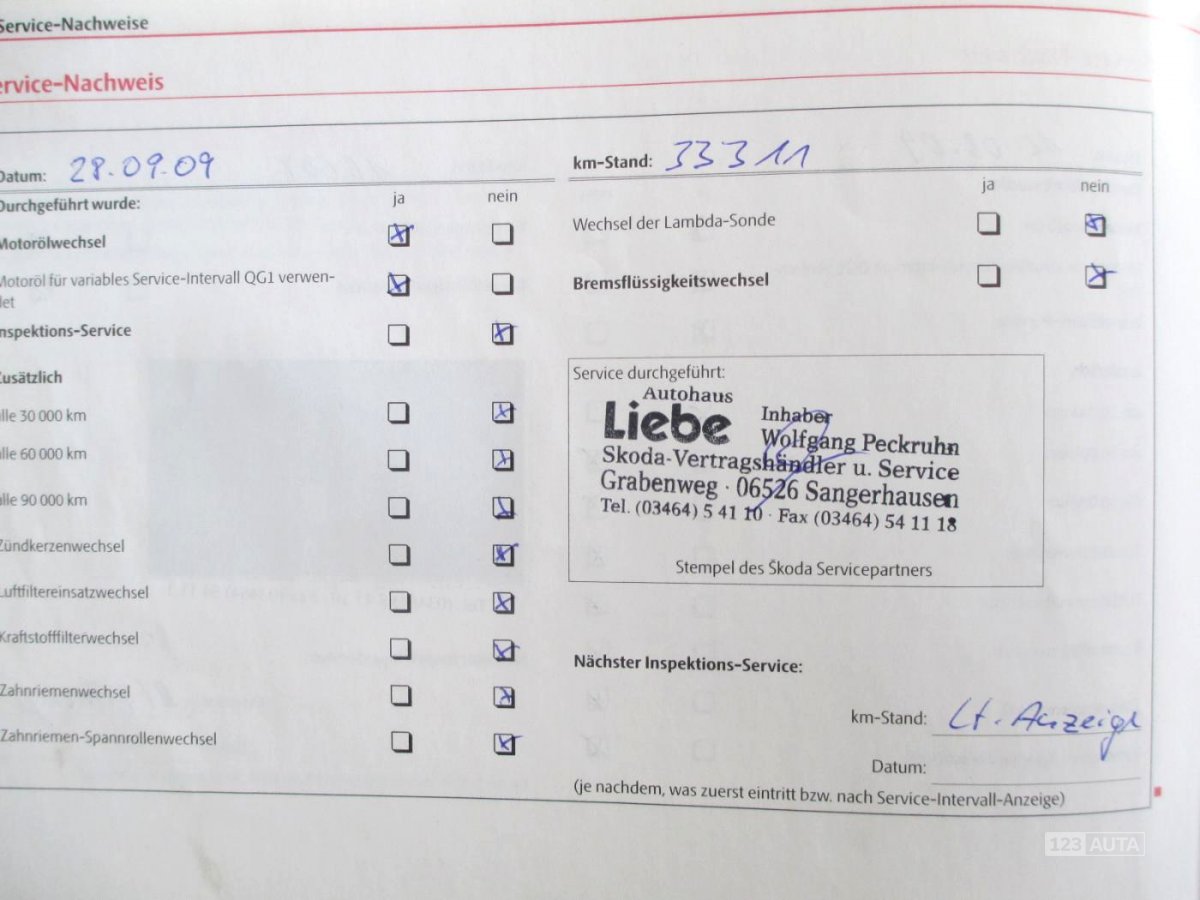 Service-Nachweise
ervice-Nachweis
Datum: 28.09.09
Durchgeführt wurde:
ja nein
Motorölwechsel
Motoröl für variables Service-Intervall QG1 verwen-
det
nspektions-Service
Zusätzlich
lle 30 000 km
lle 60 000 km
alle 90 000 km
Zündkerzenwechsel
Luftfiltereinsatzwechsel
Kraftstofffilterwechsel
Zahnriemenwechsel
Zahnriemen-Spannrollenwechsel
km-Stand: 33311
ja nein
Wechsel der Lambda-Sonde
Bremsflüssigkeitswechsel
Service durchgeführt:
Autohaus
Liebe Inhaber
Wolfgang Peckruhn
Skoda-Vertragshändler u. Service
Grabenweg · 06526 Sangerhausen
Tel. (03464) 5 41 10 · Fax (03464) 54 11 18
Stempel des Škoda Servicepartners
Nächster Inspektions-Service:
km-Stand: Lt. Anzeige
Datum:
(je nachdem, was zuerst eintritt bzw. nach Service-Intervall-Anzeige)
123 AUTA